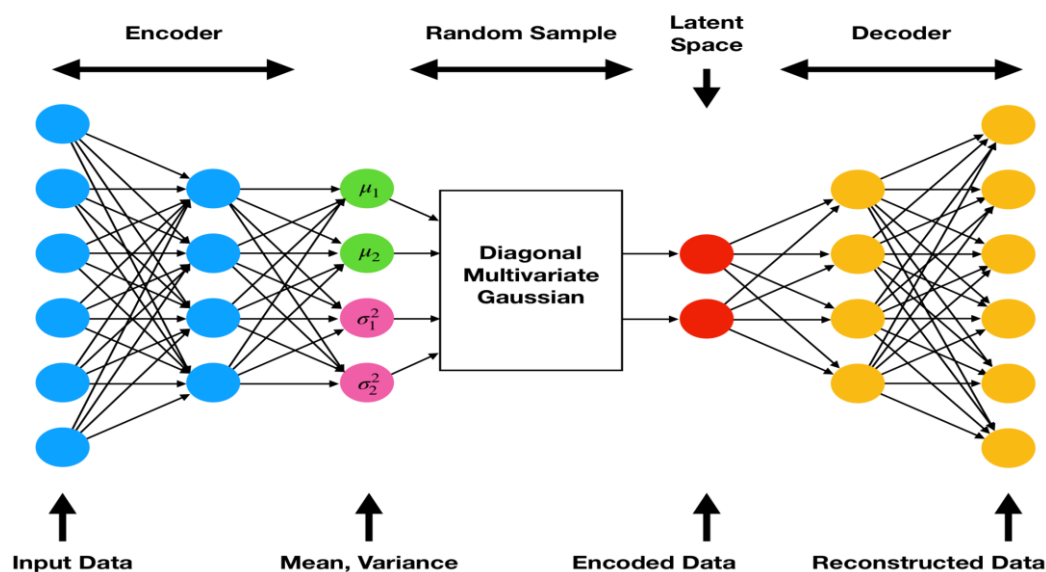 Encoder
Random Sample
Latent
Space
Decoder
μ₁
μ₂
σ₁²
σ₂²
Diagonal
Multivariate
Gaussian
Input Data
Mean, Variance
Encoded Data
Reconstructed Data